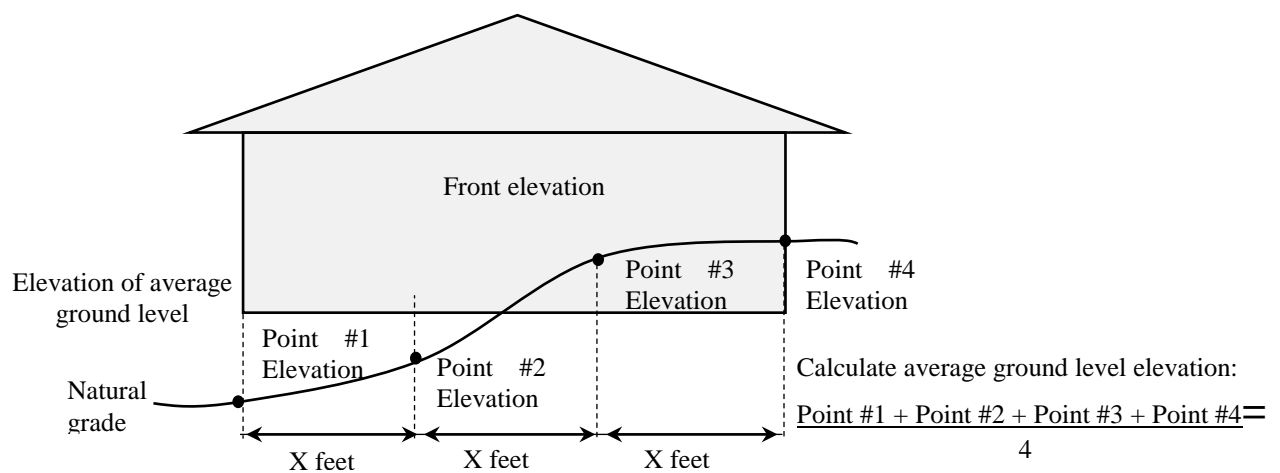 Front elevation
Elevation of average
ground level
Point #3
Elevation
Point #4
Elevation
Point #1
Elevation
Point #2
Elevation
Natural
grade
Calculate average ground level elevation:
Point #1 + Point #2 + Point #3 + Point #4=
4
X feet
X feet
X feet